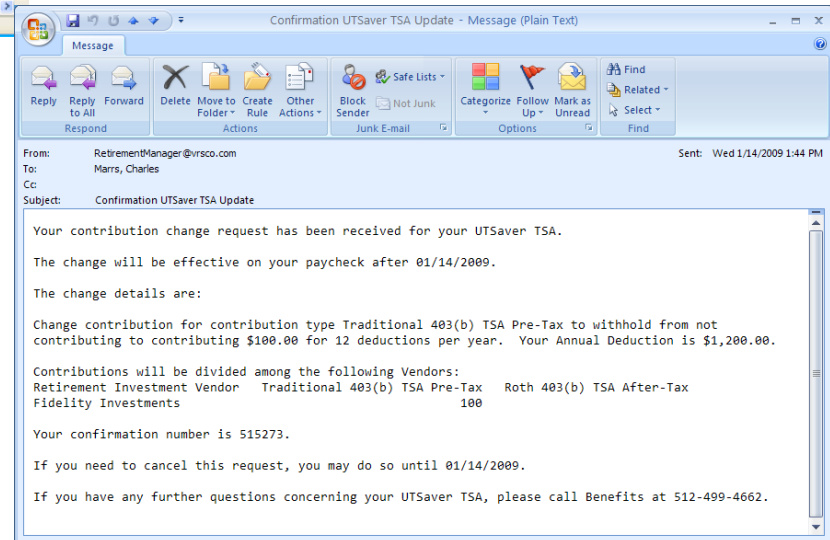 Confirmation UTSaver TSA Update - Message (Plain Text)
Message
Reply Reply to All Forward
Respond
Delete Move to Folder Create Rule Other Actions
Actions
Block Sender Safe Lists Not Junk
Junk E-mail
Categorize Follow Up Mark as Unread
Options
Find Related Select
Find
From: RetirementManager@vrsco.com Sent: Wed 1/14/2009 1:44 PM
To: Marrs, Charles
Cc:
Subject: Confirmation UTSaver TSA Update
Your contribution change request has been received for your UTSaver TSA.
The change will be effective on your paycheck after 01/14/2009.
The change details are:
Change contribution for contribution type Traditional 403(b) TSA Pre-Tax to withhold from not
contributing to contributing $100.00 for 12 deductions per year. Your Annual Deduction is $1,200.00.
Contributions will be divided among the following Vendors:
Retirement Investment Vendor Traditional 403(b) TSA Pre-Tax Roth 403(b) TSA After-Tax
Fidelity Investments 100
Your confirmation number is 515273.
If you need to cancel this request, you may do so until 01/14/2009.
If you have any further questions concerning your UTSaver TSA, please call Benefits at 512-499-4662.